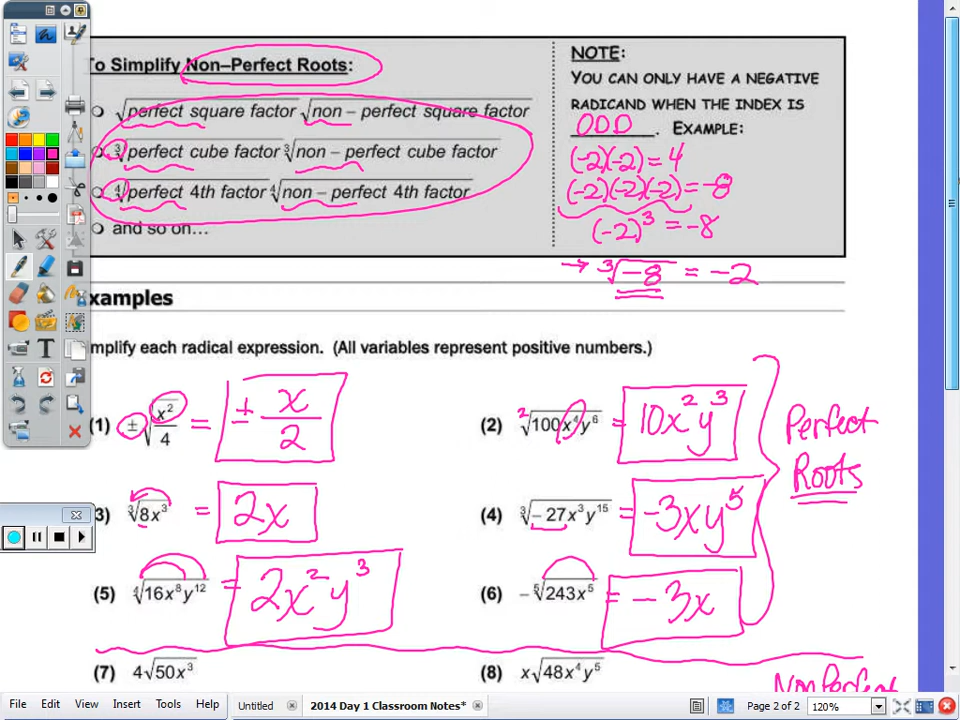 To Simplify Non–Perfect Roots:
√perfect square factor √non – perfect square factor
∛perfect cube factor ∛non – perfect cube factor
∜perfect 4th factor ∜non – perfect 4th factor
and so on…
NOTE:
YOU CAN ONLY HAVE A NEGATIVE
RADICAND WHEN THE INDEX IS
ODD. EXAMPLE:
(-2)(-2) = 4
(-2)(-2)(-2) = -8
(-2)³ = -8
→ ∛-8 = -2
xamples
mplify each radical expression. (All variables represent positive numbers.)
(1) ±√(x²/4) = ± x/2
(2) ²√100x⁴y⁶ = 10x²y³
3) ∛8x³ = 2x
(4) ∛-27x³y¹⁵ = -3xy⁵
(5) ∜16x⁸y¹² = 2x²y³
(6) -⁵√243x⁵ = -3x
Perfect
Roots
(7) 4√50x³
(8) x√48x⁴y⁵
NonPerfect
File Edit View Insert Tools Help Untitled 2014 Day 1 Classroom Notes* Page 2 of 2 120%